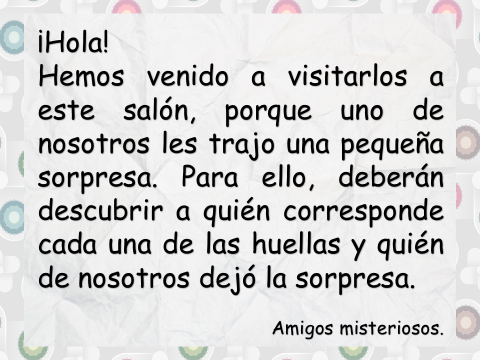 ¡Hola!
Hemos venido a visitarlos a
este salón, porque uno de
nosotros les trajo una pequeña
sorpresa. Para ello, deberán
descubrir a quién corresponde
cada una de las huellas y quién
de nosotros dejó la sorpresa.
Amigos misteriosos.